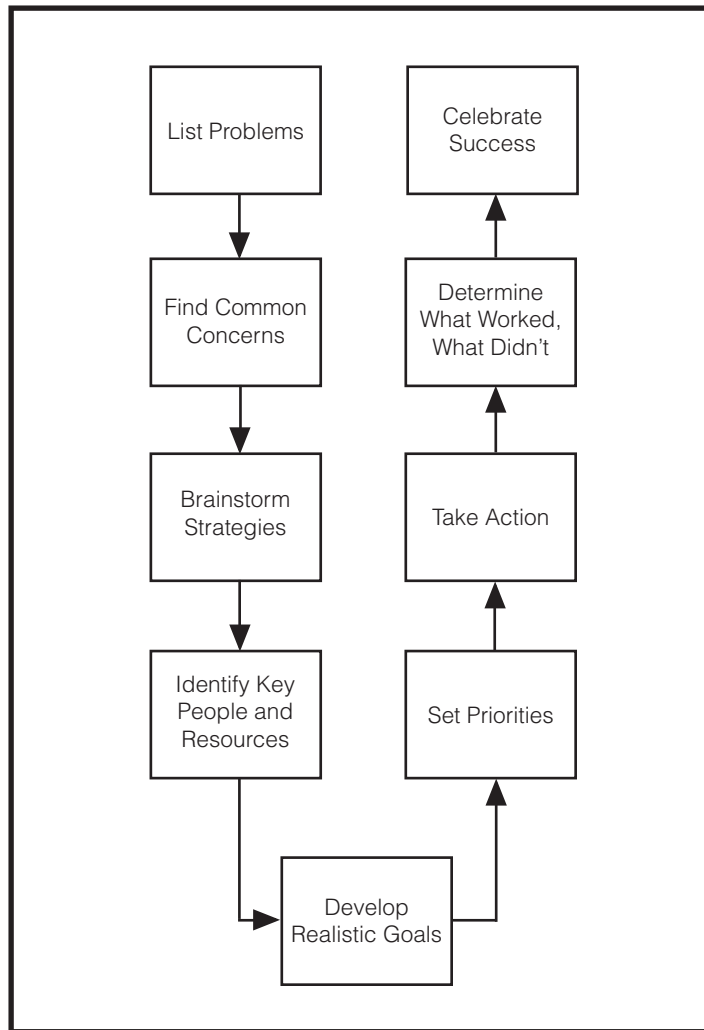 List Problems
Find Common
Concerns
Brainstorm
Strategies
Identify Key
People and
Resources
Develop
Realistic Goals
Set Priorities
Take Action
Determine
What Worked,
What Didn’t
Celebrate
Success